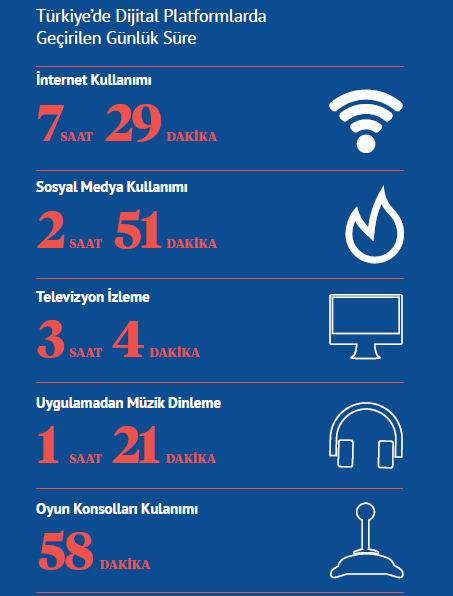 Türkiye’de Dijital Platformlarda
Geçirilen Günlük Süre
İnternet Kullanımı
7 SAAT 29 DAKİKA
Sosyal Medya Kullanımı
2 SAAT 51 DAKİKA
Televizyon İzleme
3 SAAT 4 DAKİKA
Uygulamadan Müzik Dinleme
1 SAAT 21 DAKİKA
Oyun Konsolları Kulanımı
58 DAKİKA